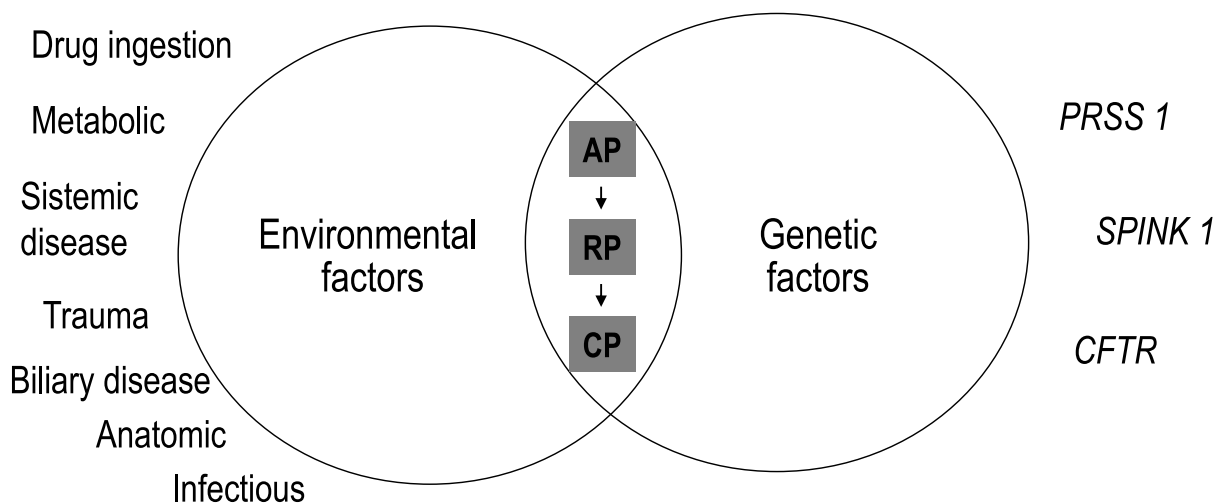 Drug ingestion
Metabolic
Sistemic
disease
Trauma
Biliary disease
Anatomic
Infectious
Environmental
factors
AP
RP
CP
Genetic
factors
PRSS 1
SPINK 1
CFTR